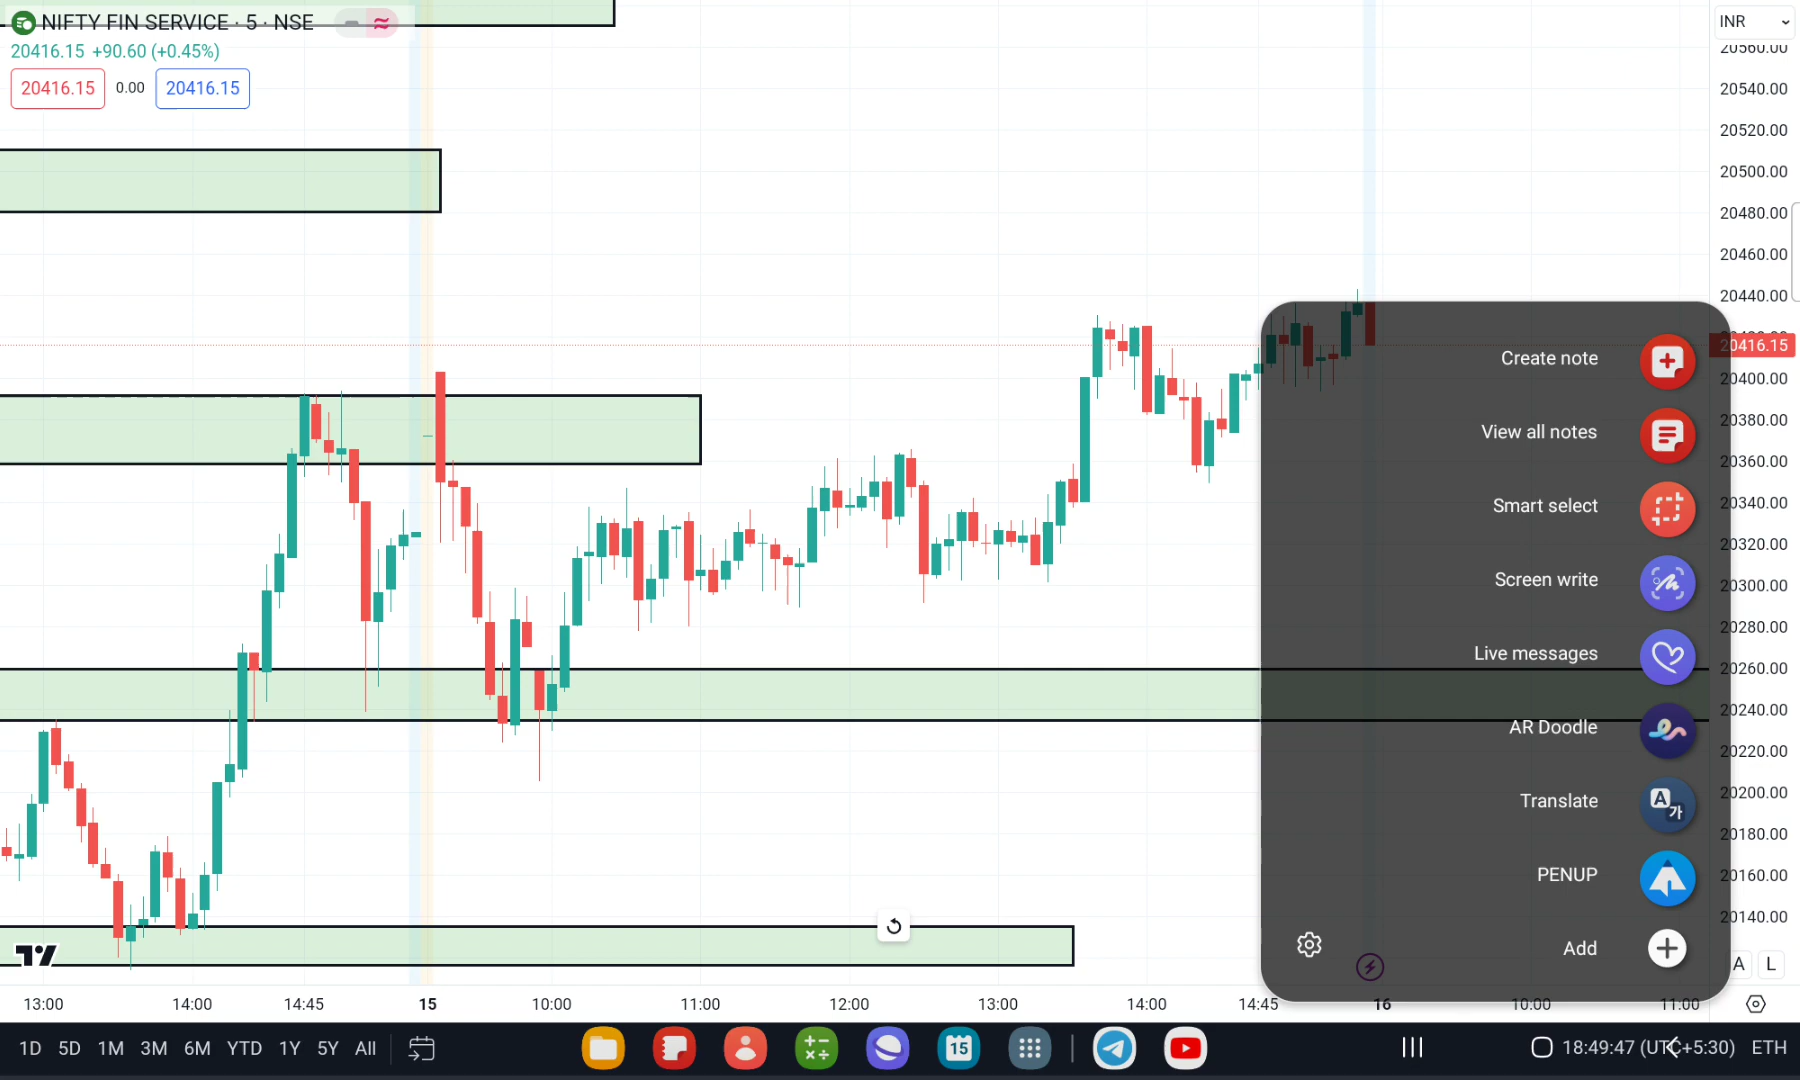 NIFTY FIN SERVICE · 5 · NSE
INR
20416.15 +90.60 (+0.45%)
20416.15 0.00 20416.15
20560.00
20540.00
20520.00
20500.00
20480.00
20460.00
20440.00
20416.15
20400.00
20380.00
20360.00
20340.00
20320.00
20300.00
20280.00
20260.00
20240.00
20220.00
20200.00
20180.00
20160.00
20140.00
Create note
View all notes
Smart select
Screen write
Live messages
AR Doodle
Translate
PENUP
Add
A L
13:00 14:00 14:45 15 10:00 11:00 12:00 13:00 14:00 14:45 16 10:00 11:00
1D 5D 1M 3M 6M YTD 1Y 5Y All 15 18:49:47 (UTC+5:30) ETH